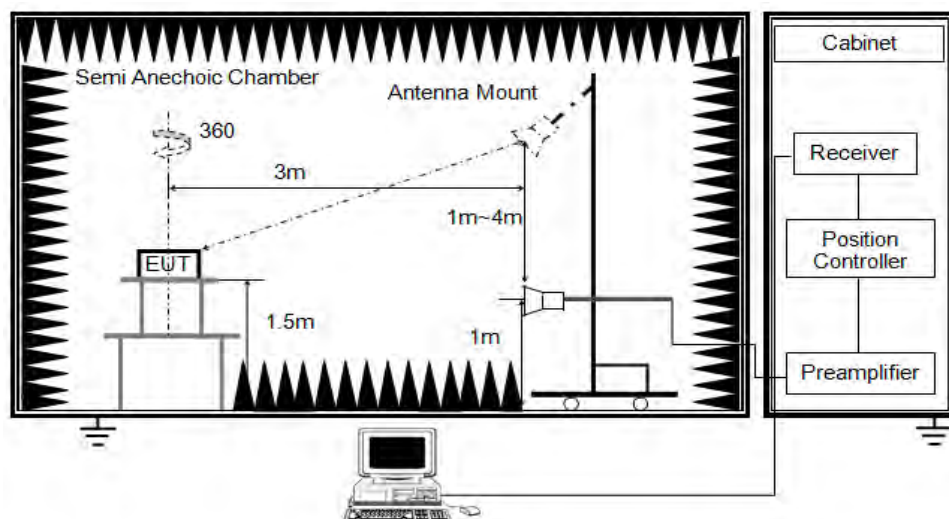 Cabinet
Semi Anechoic Chamber
Antenna Mount
360
Receiver
3m
1m~4m
EUT
Position
Controller
1.5m
1m
Preamplifier